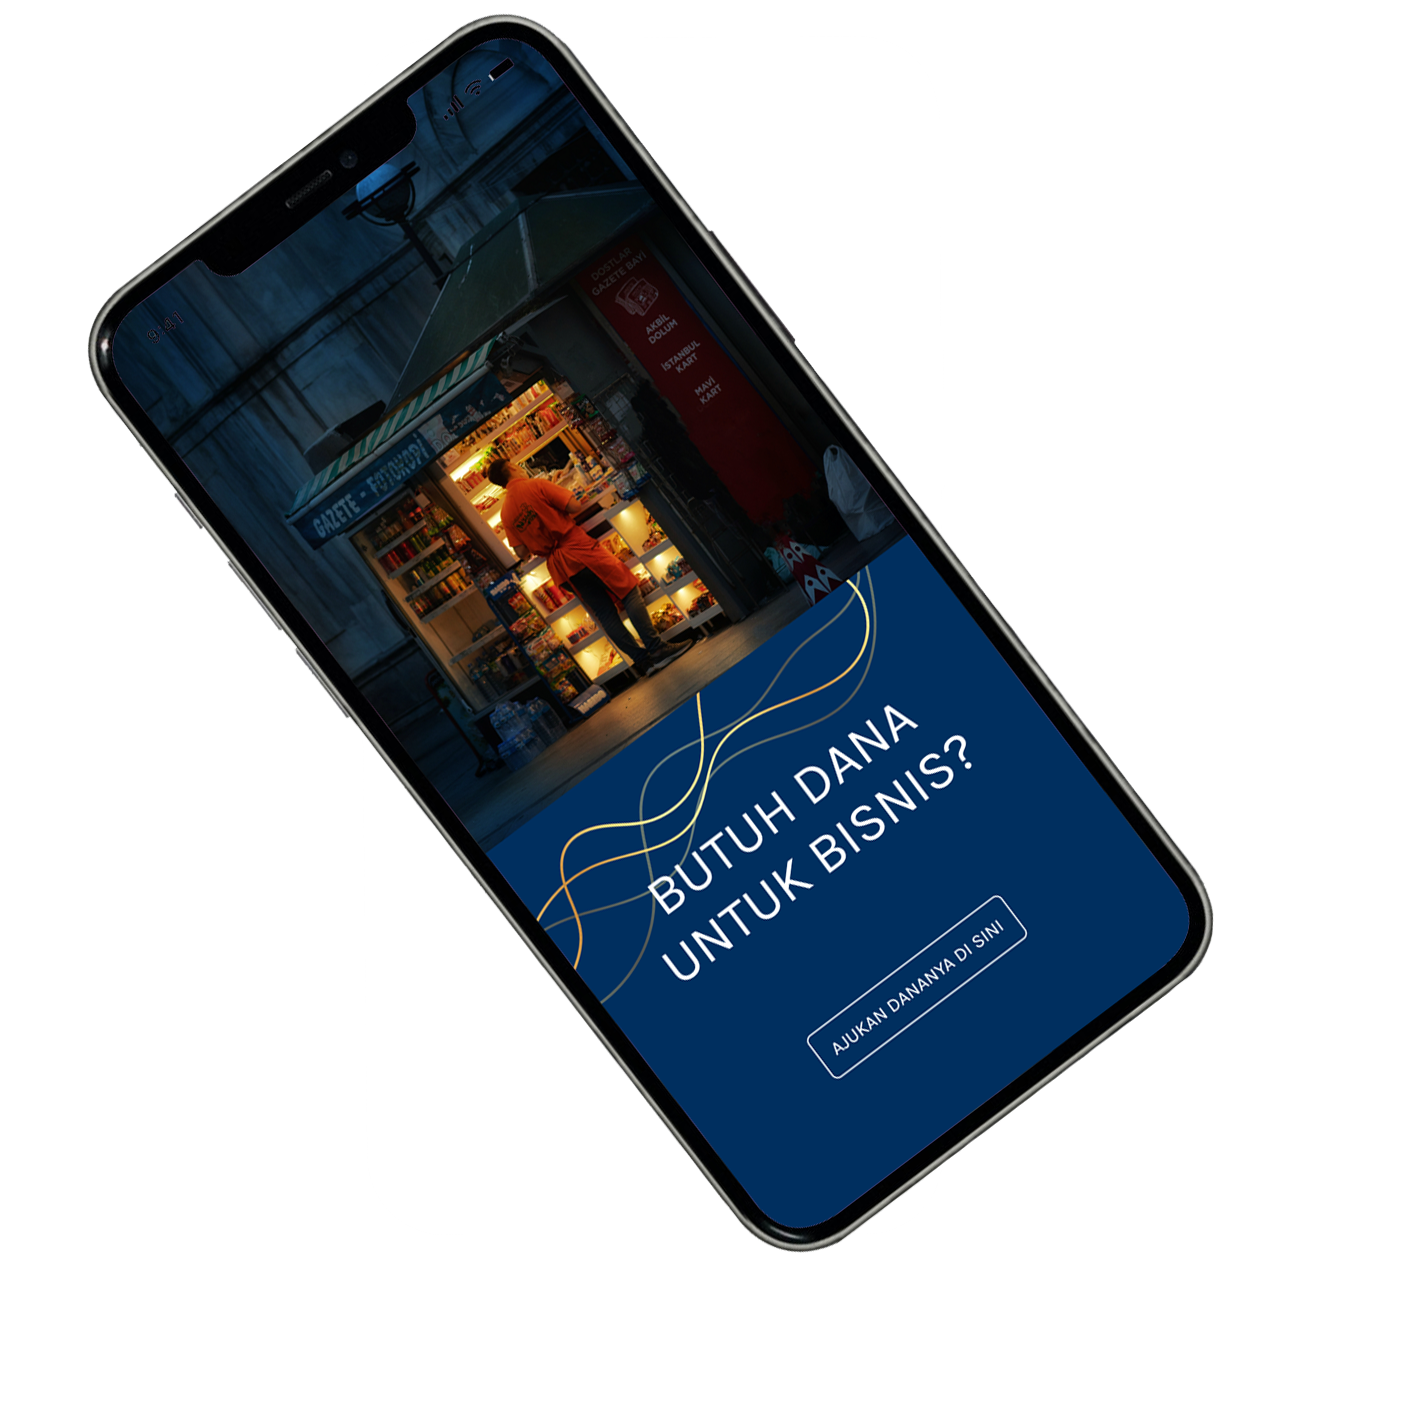 9:41
DOSTLAR
GAZETE BAYİ
AKBİL
DOLUM
İSTANBUL
KART
MAVİ
KART
GAZETE - FOTOKOPİ
BUTUH DANA
UNTUK BISNIS?
AJUKAN DANANYA DI SINI